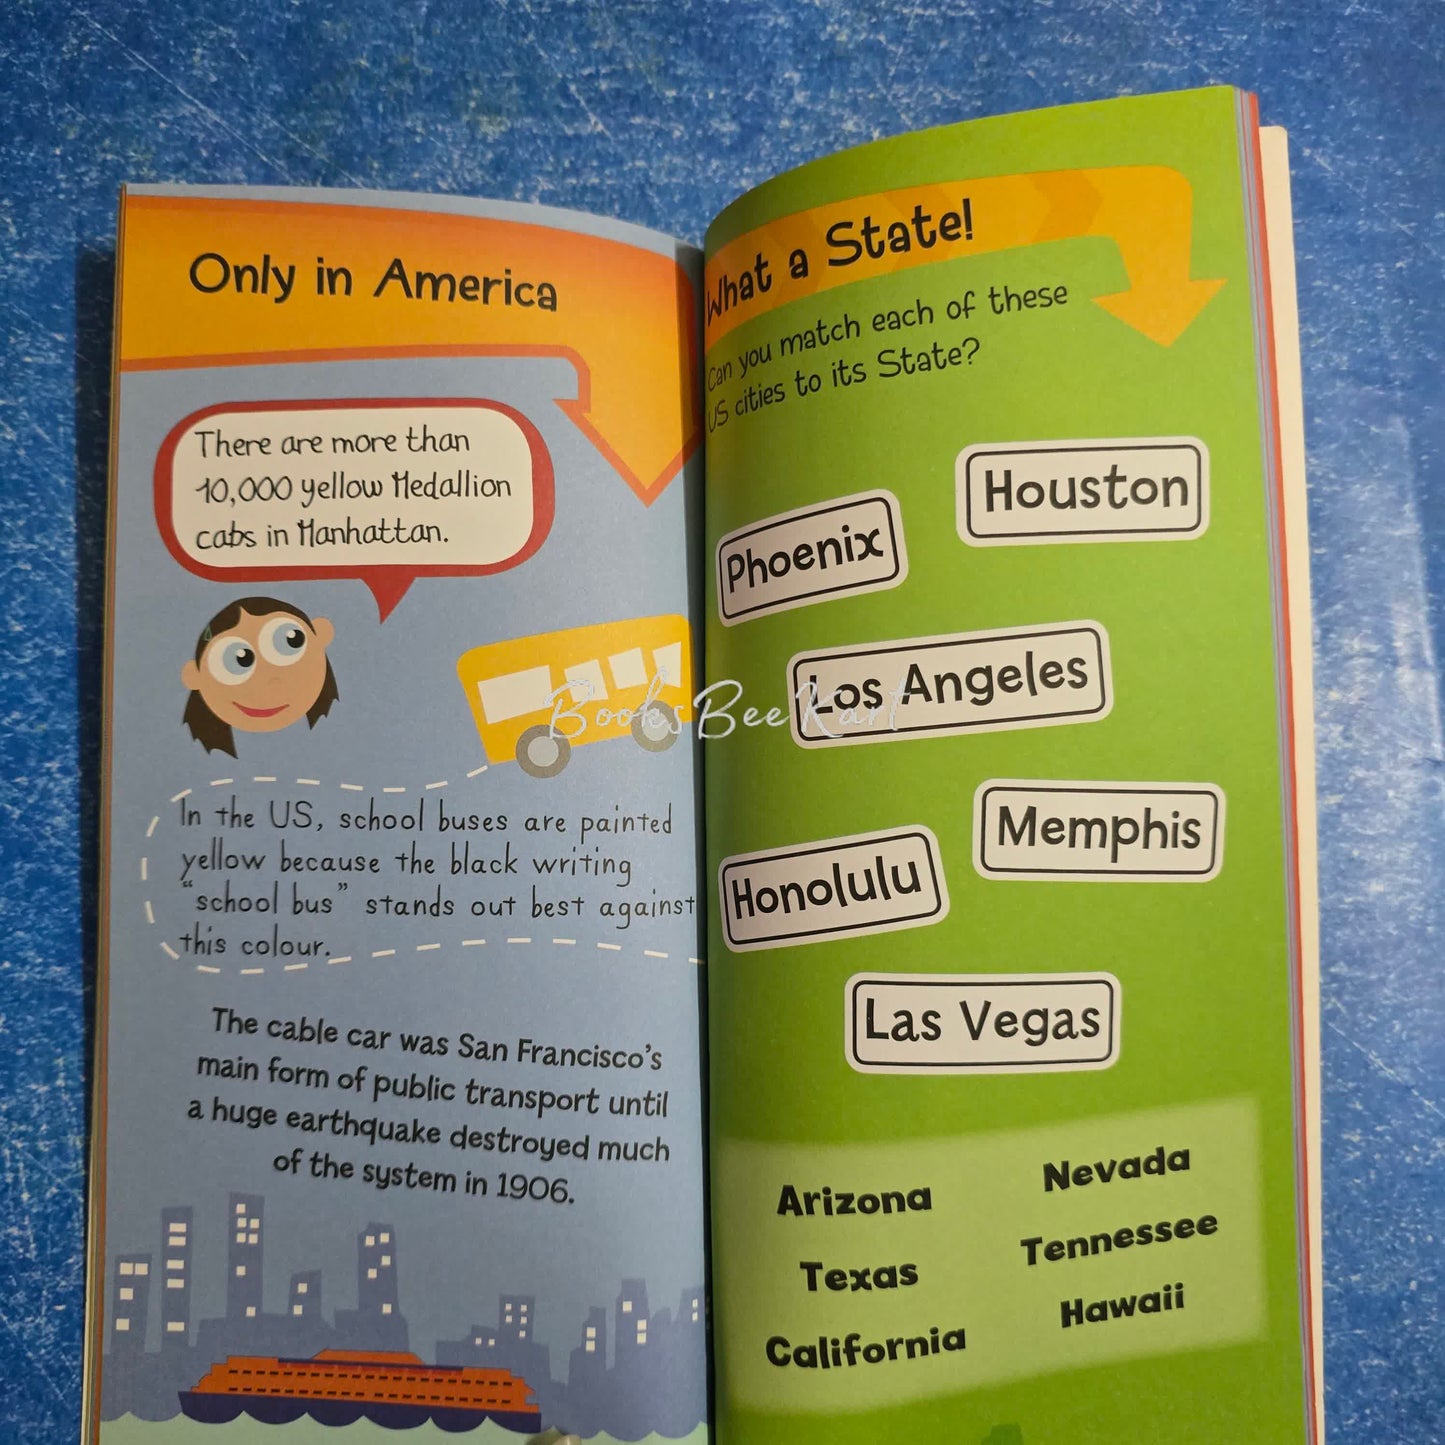 Only in America
There are more than
10,000 yellow Medallion
cabs in Manhattan.
In the US, school buses are painted
yellow because the black writing
“school bus” stands out best against
this colour.
The cable car was San Francisco’s
main form of public transport until
a huge earthquake destroyed much
of the system in 1906.
What a State!
Can you match each of these
US cities to its State?
Houston
Phoenix
Los Angeles
Memphis
Honolulu
Las Vegas
Arizona
Texas
California
Nevada
Tennessee
Hawaii
BooksBeeKart